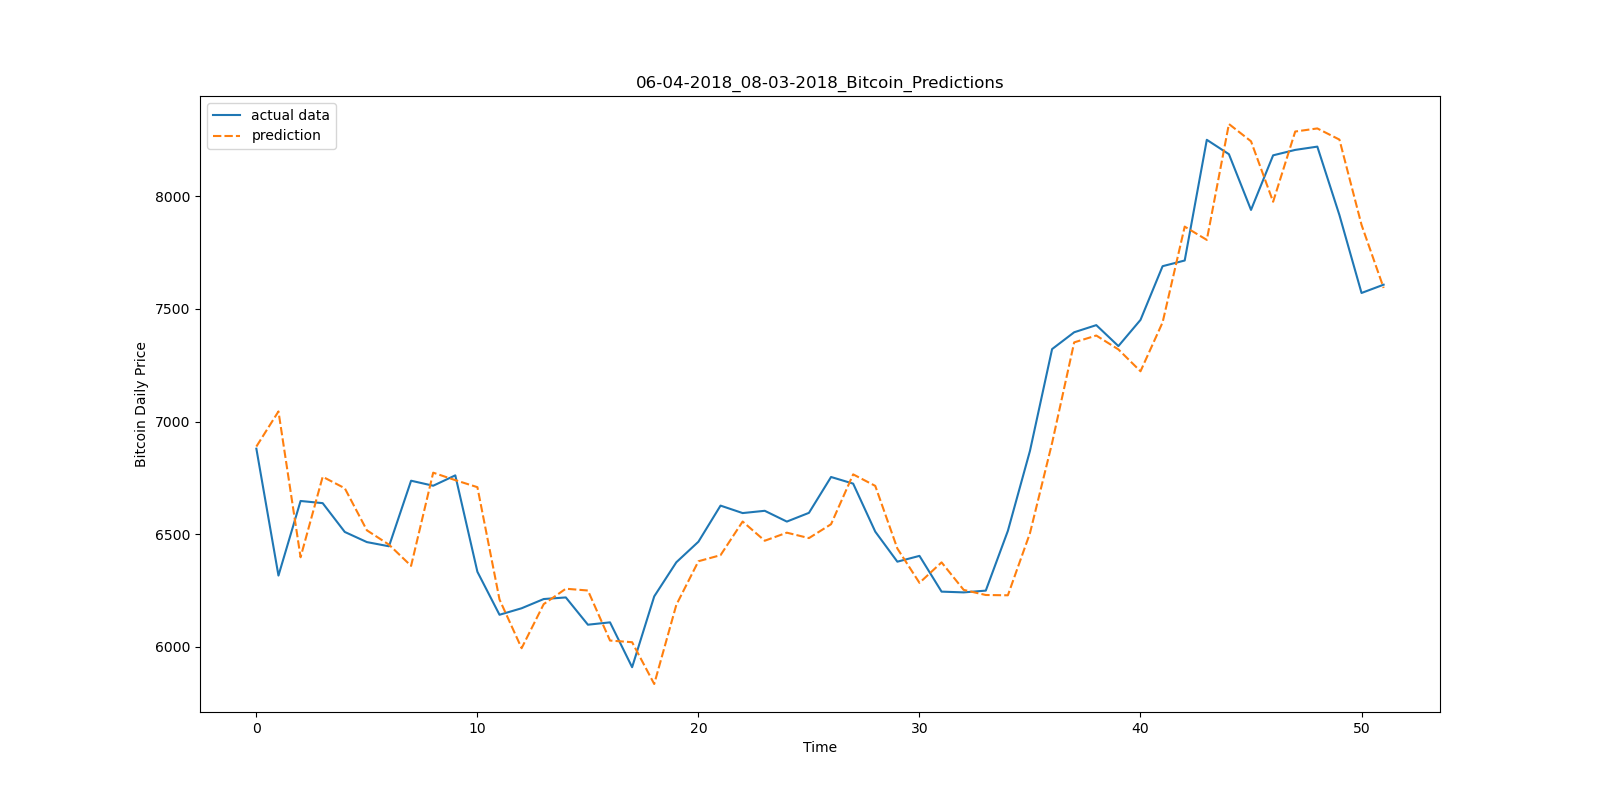 06-04-2018_08-03-2018_Bitcoin_Predictions
actual data
prediction
8000
7500
7000
6500
6000
Bitcoin Daily Price
0 10 20 30 40 50
Time